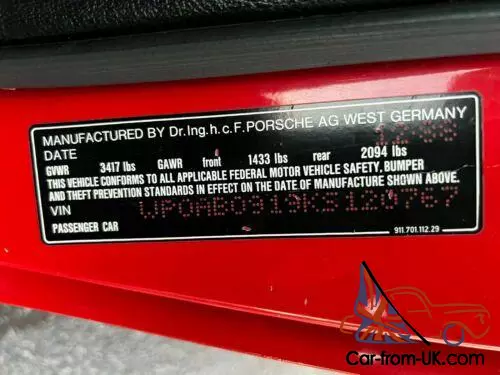 MANUFACTURED BY Dr.Ing.h.c.F.PORSCHE AG WEST GERMANY
DATE 12/88
GVWR 3417 lbs GAWR front 1433 lbs rear 2094 lbs
THIS VEHICLE CONFORMS TO ALL APPLICABLE FEDERAL MOTOR VEHICLE SAFETY, BUMPER
AND THEFT PREVENTION STANDARDS IN EFFECT ON THE DATE OF MANUFACTURE SHOWN ABOVE.
VIN WP0AB0919KS120767
PASSENGER CAR 911.701.112.29
Car-from-UK.com